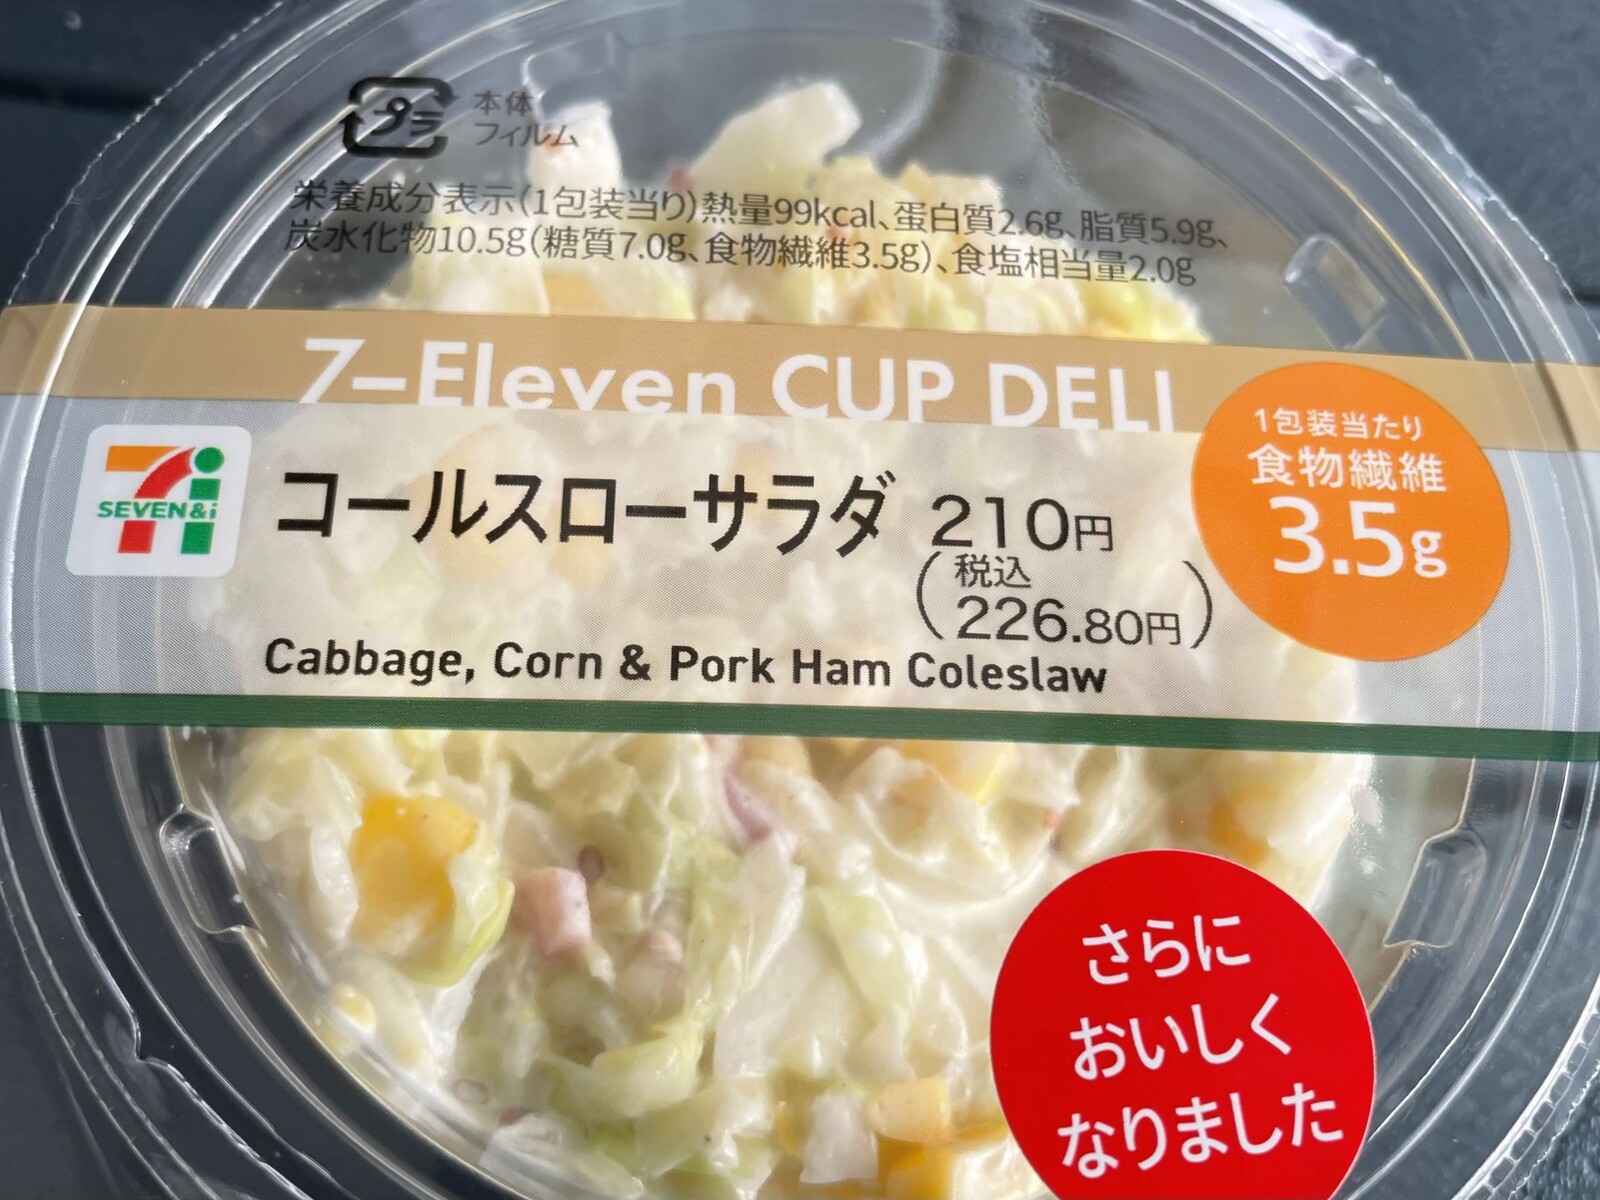 プラ
本体
フィルム
栄養成分表示(1包装当り)熱量99kcal、蛋白質2.6g、脂質5.9g、
炭水化物10.5g(糖質7.0g、食物繊維3.5g)、食塩相当量2.0g
7-Eleven CUP DELI
SEVEN&i
コールスローサラダ 210円
(税込
226.80円)
Cabbage, Corn & Pork Ham Coleslaw
1包装当たり
食物繊維
3.5g
さらに
おいしく
なりました